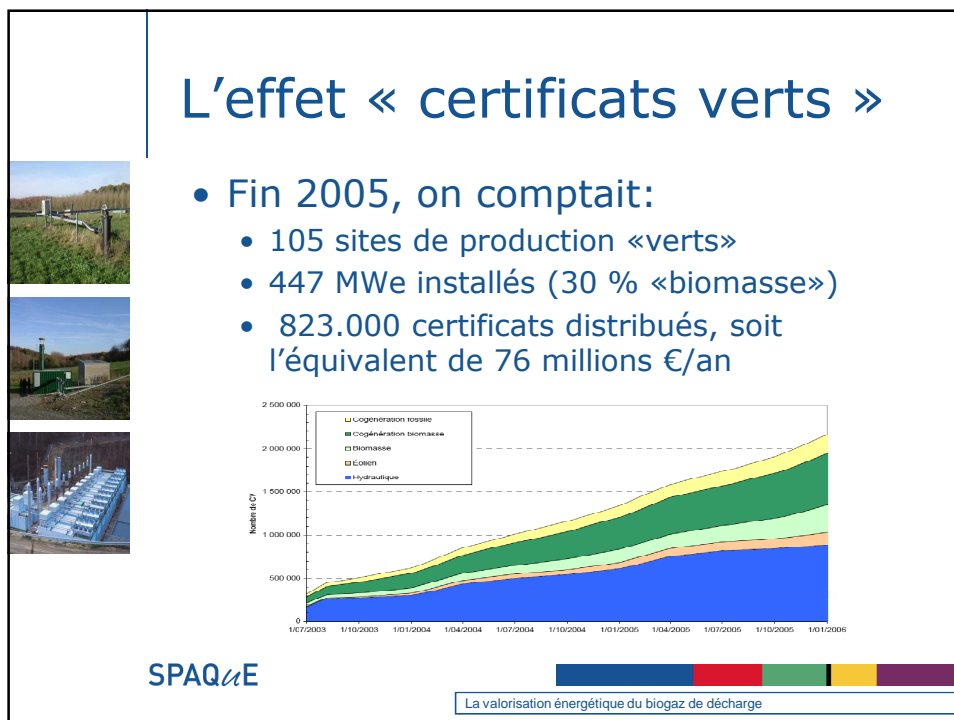 L'effet « certificats verts »
• Fin 2005, on comptait:
• 105 sites de production «verts»
• 447 MWe installés (30 % «biomasse»)
• 823.000 certificats distribués, soit
l'équivalent de 76 millions €/an
2 500 000
2 000 000
1 500 000
1 000 000
500 000
0
Nombre de CV
Cogénération fossile
Cogénération biomasse
Biomasse
Éolien
Hydraulique
1/07/2003 1/10/2003 1/01/2004 1/04/2004 1/07/2004 1/10/2004 1/01/2005 1/04/2005 1/07/2005 1/10/2005 1/01/2006
SPAQuE
La valorisation énergétique du biogaz de décharge